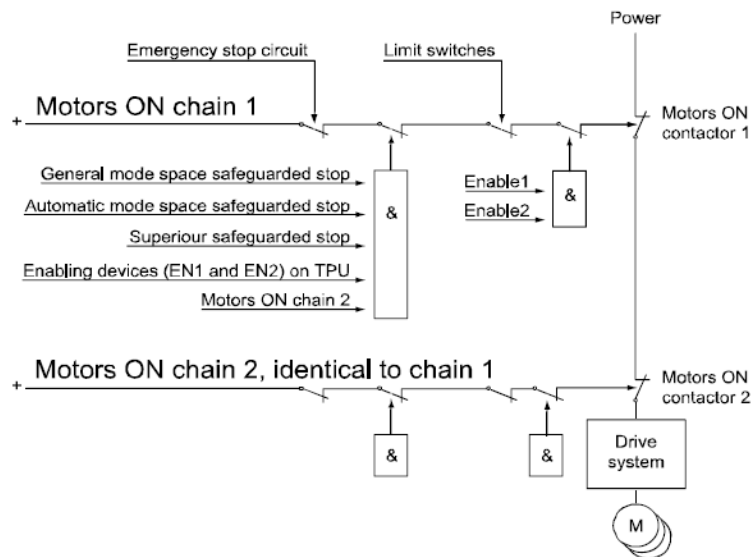 Power
Emergency stop circuit
Limit switches
Motors ON chain 1
+
Motors ON
contactor 1
General mode space safeguarded stop
Automatic mode space safeguarded stop
Superiour safeguarded stop
Enabling devices (EN1 and EN2) on TPU
Motors ON chain 2
&
Enable1
Enable2
&
Motors ON chain 2, identical to chain 1
+
Motors ON
contactor 2
&
&
Drive
system
M